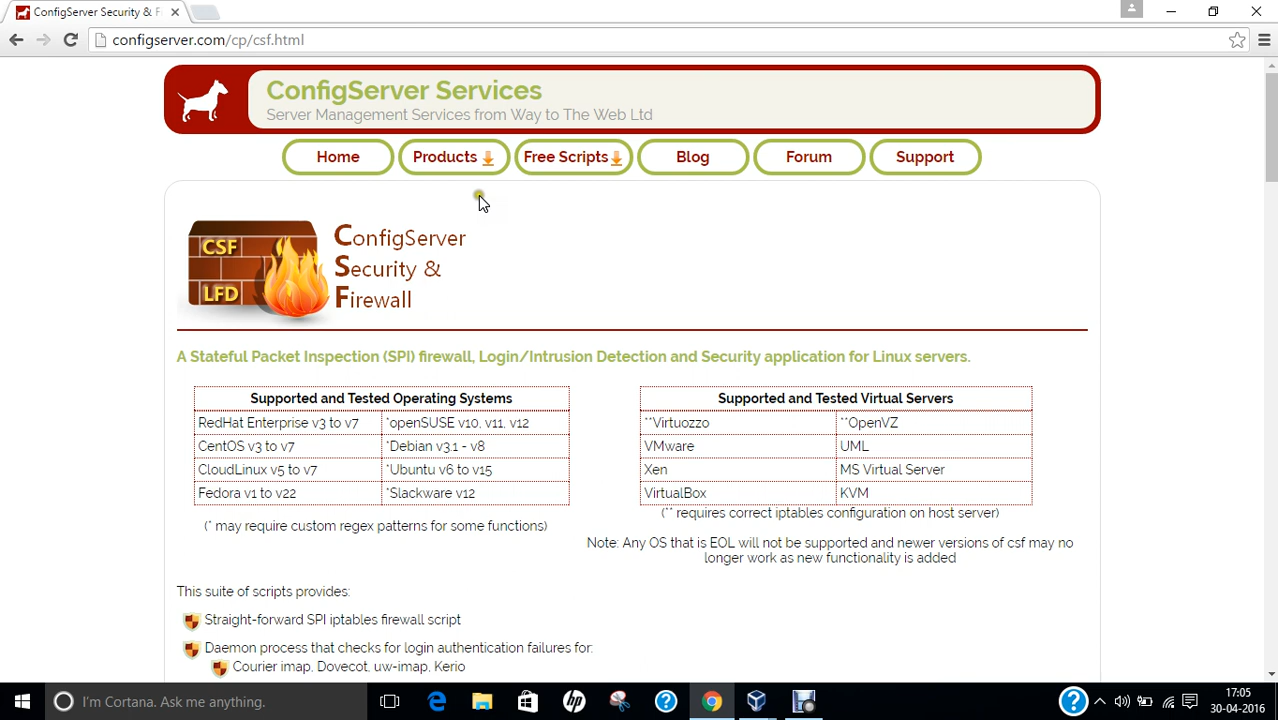 ConfigServer Security & Fi
configserver.com/cp/csf.html
ConfigServer Services
Server Management Services from Way to The Web Ltd
Home
Products
Free Scripts
Blog
Forum
Support
CSF
LFD
ConfigServer
Security &
Firewall
A Stateful Packet Inspection (SPI) firewall, Login/Intrusion Detection and Security application for Linux servers.
Supported and Tested Operating Systems
RedHat Enterprise v3 to v7 *openSUSE v10, v11, v12
CentOS v3 to v7 *Debian v3.1 - v8
CloudLinux v5 to v7 *Ubuntu v6 to v15
Fedora v1 to v22 *Slackware v12
(* may require custom regex patterns for some functions)
Supported and Tested Virtual Servers
**Virtuozzo **OpenVZ
VMware UML
Xen MS Virtual Server
VirtualBox KVM
(** requires correct iptables configuration on host server)
Note: Any OS that is EOL will not be supported and newer versions of csf may no
longer work as new functionality is added
This suite of scripts provides:
Straight-forward SPI iptables firewall script
Daemon process that checks for login authentication failures for:
Courier imap, Dovecot, uw-imap, Kerio
I'm Cortana. Ask me anything.
17:05
30-04-2016